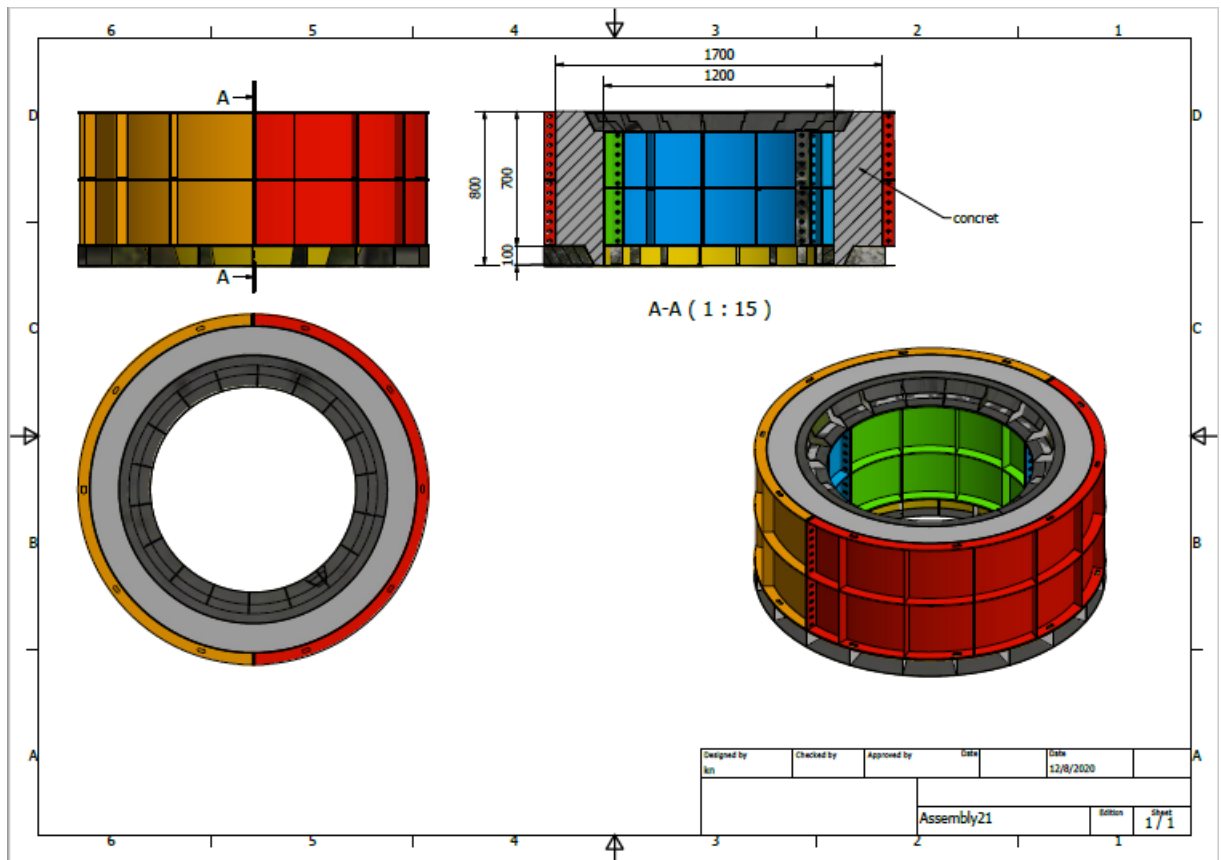 6 5 4 3 2 1
D D
C C
B B
A A
A
A
1700
1200
800
700
100
concret
A-A ( 1 : 15 )
Designed by
kn
Checked by
Approved by
Date
Date
12/8/2020
Assembly21
Edition
Sheet
1 / 1
6 5 4 3 2 1